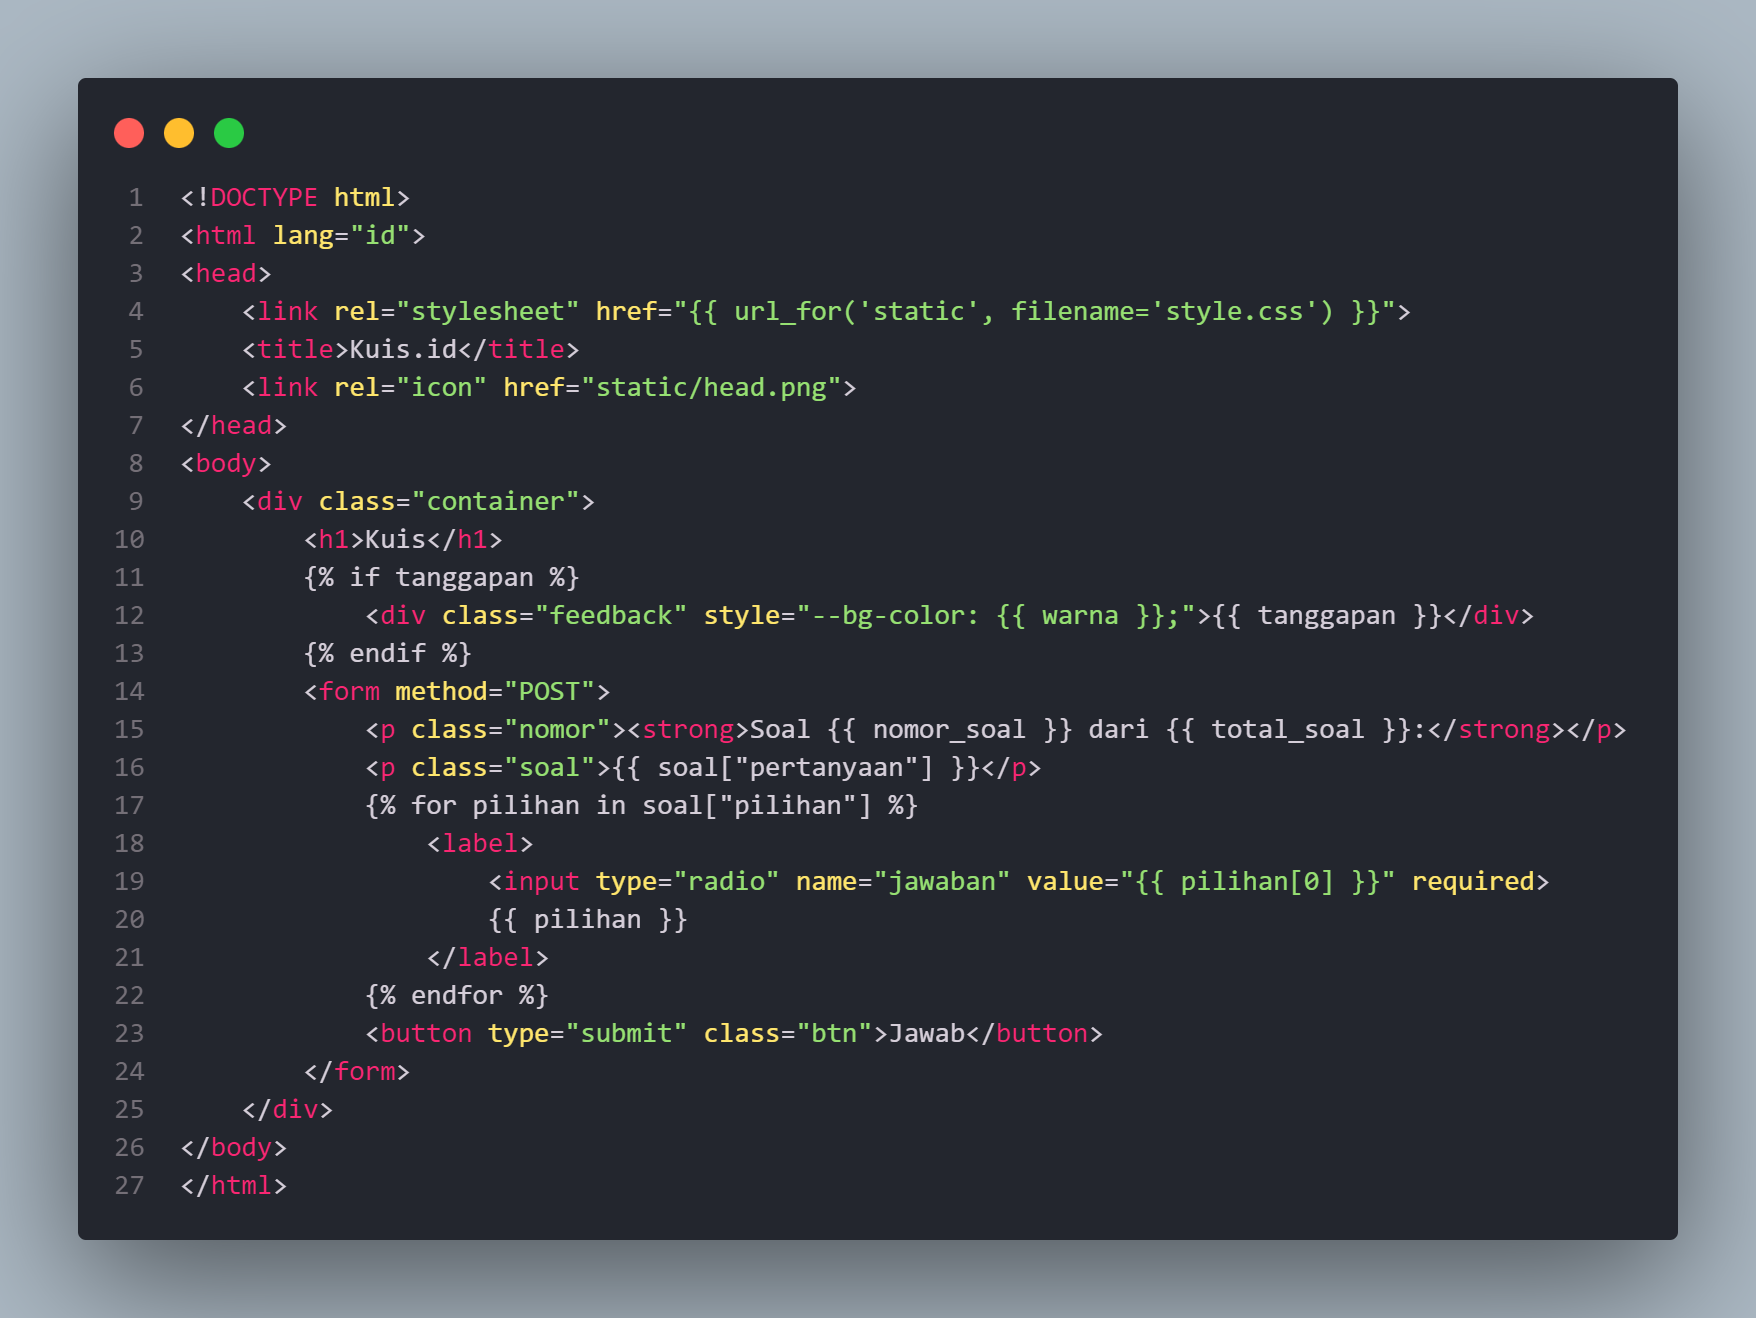 1 <!DOCTYPE html>
2 <html lang="id">
3 <head>
4     <link rel="stylesheet" href="{{ url_for('static', filename='style.css') }}">
5     <title>Kuis.id</title>
6     <link rel="icon" href="static/head.png">
7 </head>
8 <body>
9     <div class="container">
10         <h1>Kuis</h1>
11         {% if tanggapan %}
12             <div class="feedback" style="--bg-color: {{ warna }};">{{ tanggapan }}</div>
13         {% endif %}
14         <form method="POST">
15             <p class="nomor"><strong>Soal {{ nomor_soal }} dari {{ total_soal }}:</strong></p>
16             <p class="soal">{{ soal["pertanyaan"] }}</p>
17             {% for pilihan in soal["pilihan"] %}
18                 <label>
19                     <input type="radio" name="jawaban" value="{{ pilihan[0] }}" required>
20                     {{ pilihan }}
21                 </label>
22             {% endfor %}
23             <button type="submit" class="btn">Jawab</button>
24         </form>
25     </div>
26 </body>
27 </html>